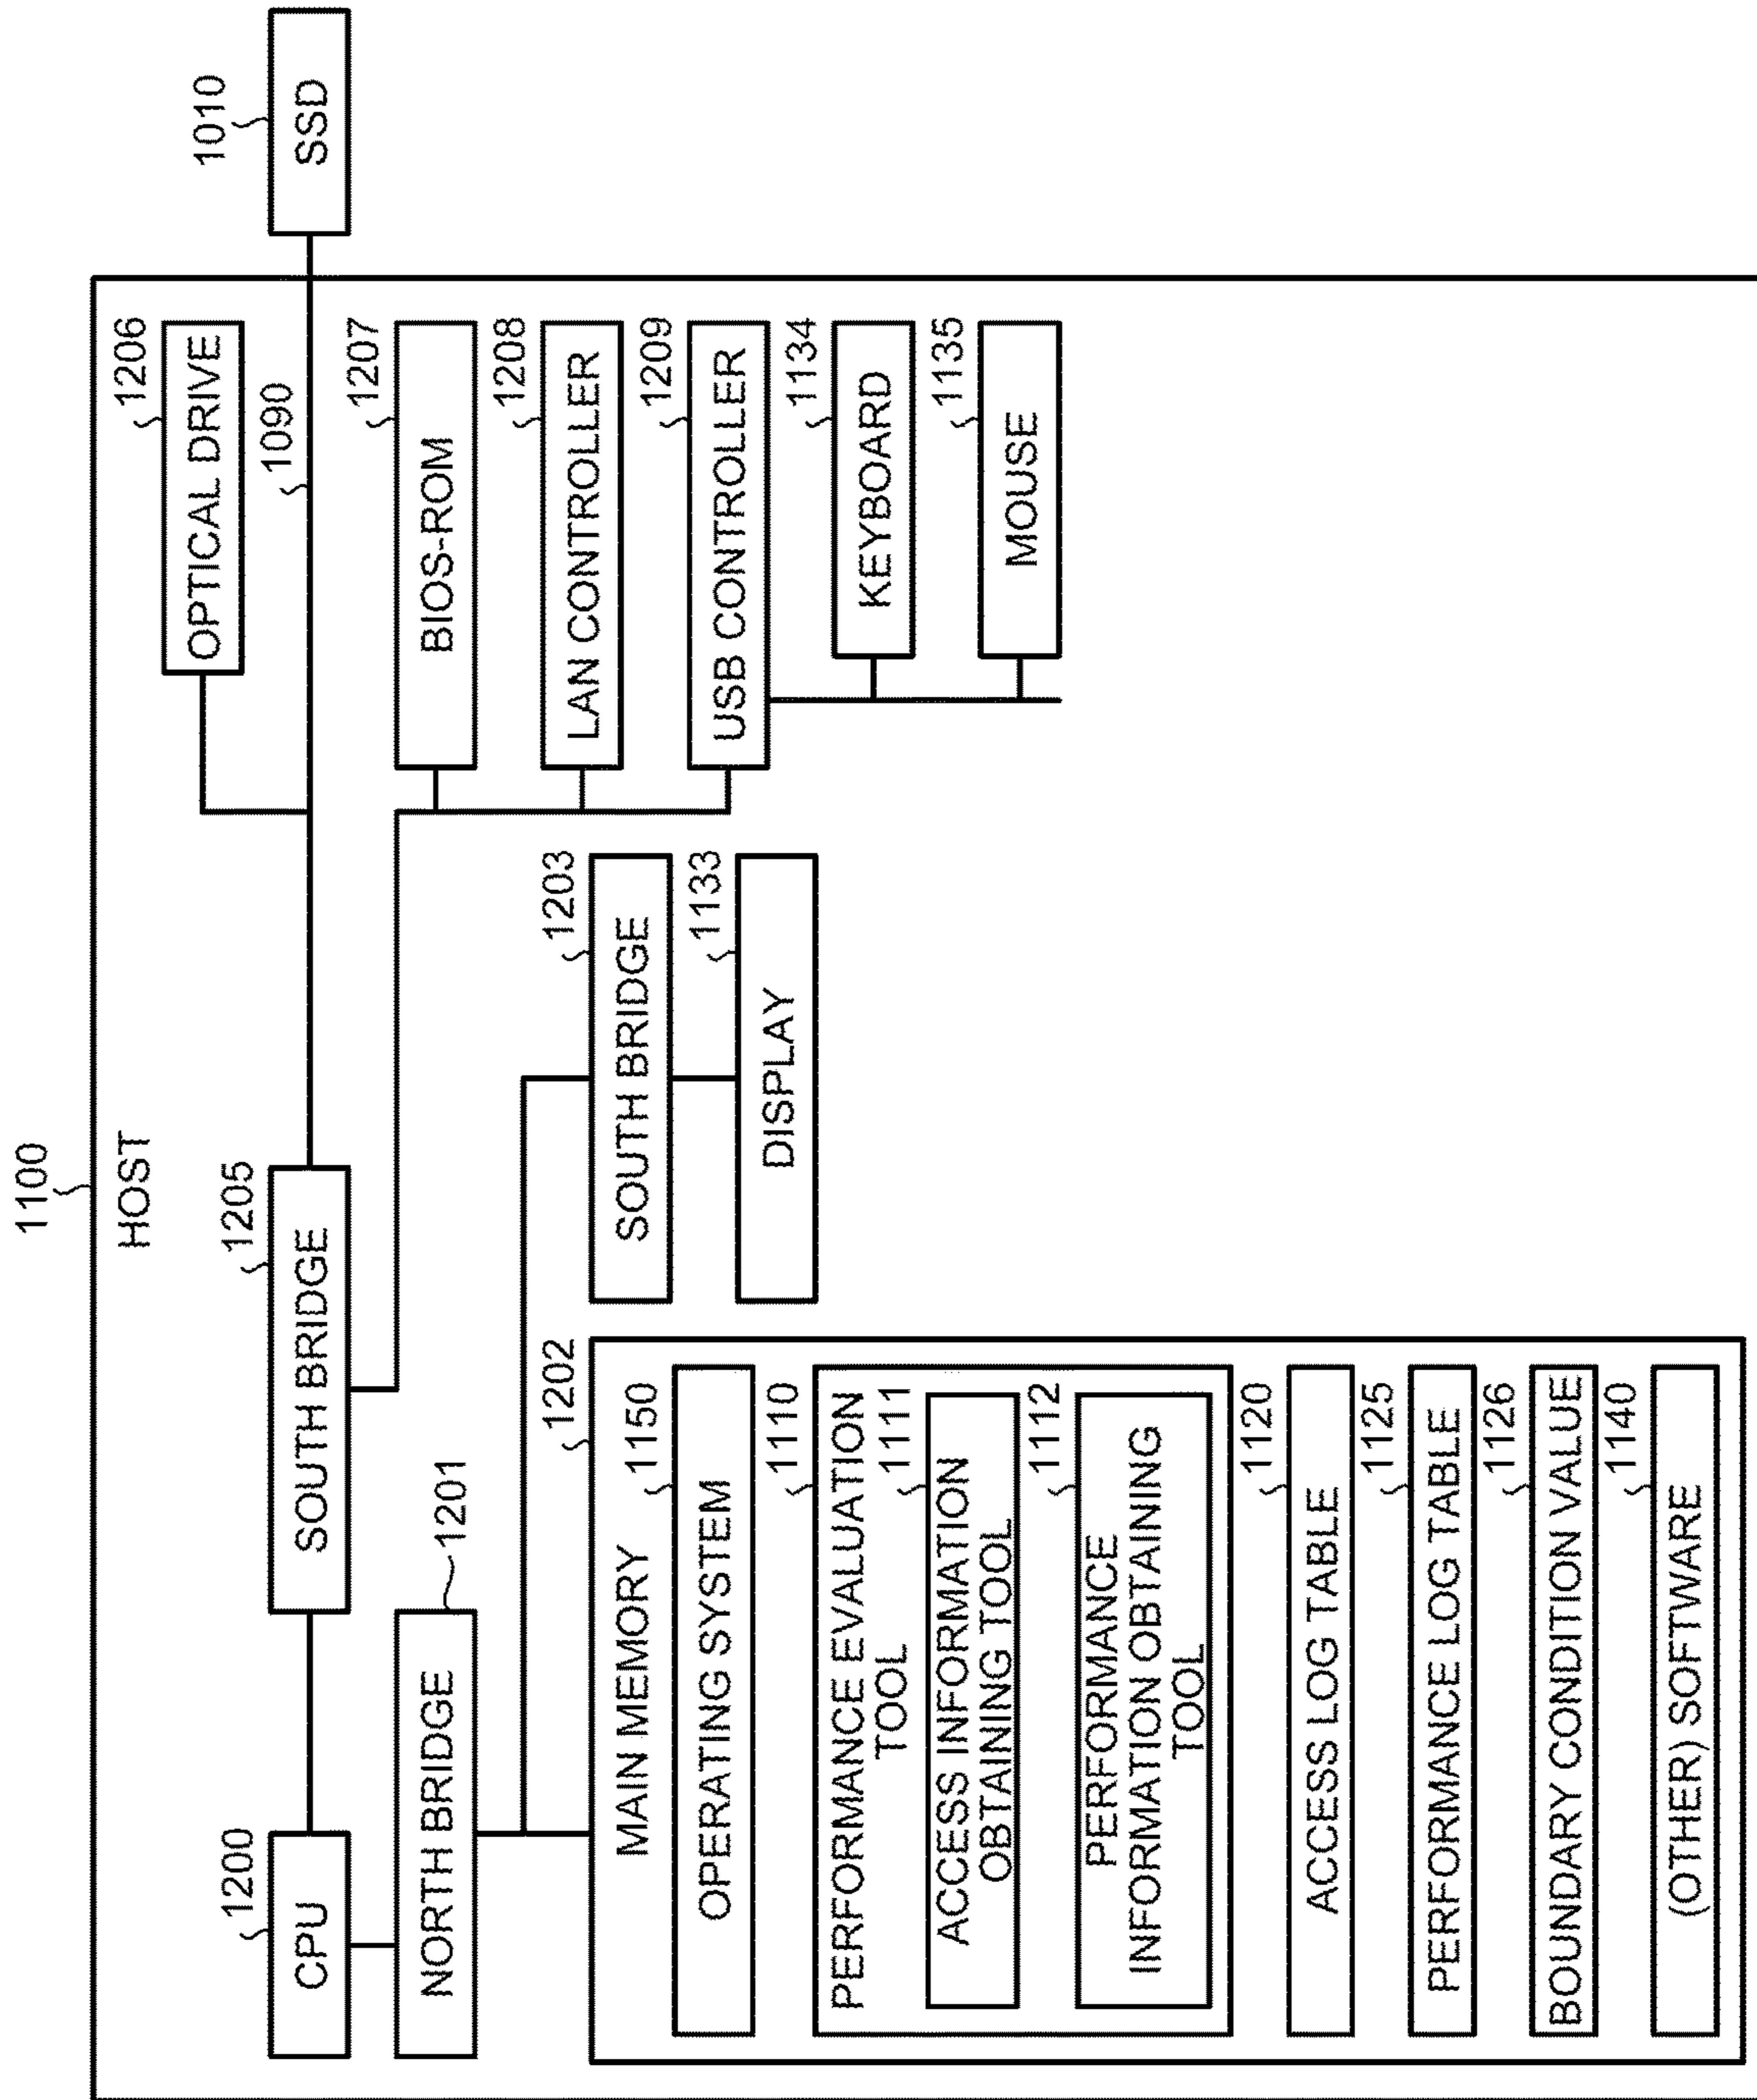 1100
HOST
1200
CPU
1205
SOUTH BRIDGE
1206
OPTICAL DRIVE
1090
1010
SSD
NORTH BRIDGE
1201
1207
BIOS-ROM
1208
LAN CONTROLLER
1209
USB CONTROLLER
1134
KEYBOARD
1135
MOUSE
1203
SOUTH BRIDGE
1133
DISPLAY
1202
MAIN MEMORY
1150
OPERATING SYSTEM
1110
PERFORMANCE EVALUATION
TOOL
1111
ACCESS INFORMATION
OBTAINING TOOL
1112
PERFORMANCE
INFORMATION OBTAINING
TOOL
1120
ACCESS LOG TABLE
1125
PERFORMANCE LOG TABLE
1126
BOUNDARY CONDITION VALUE
1140
(OTHER) SOFTWARE